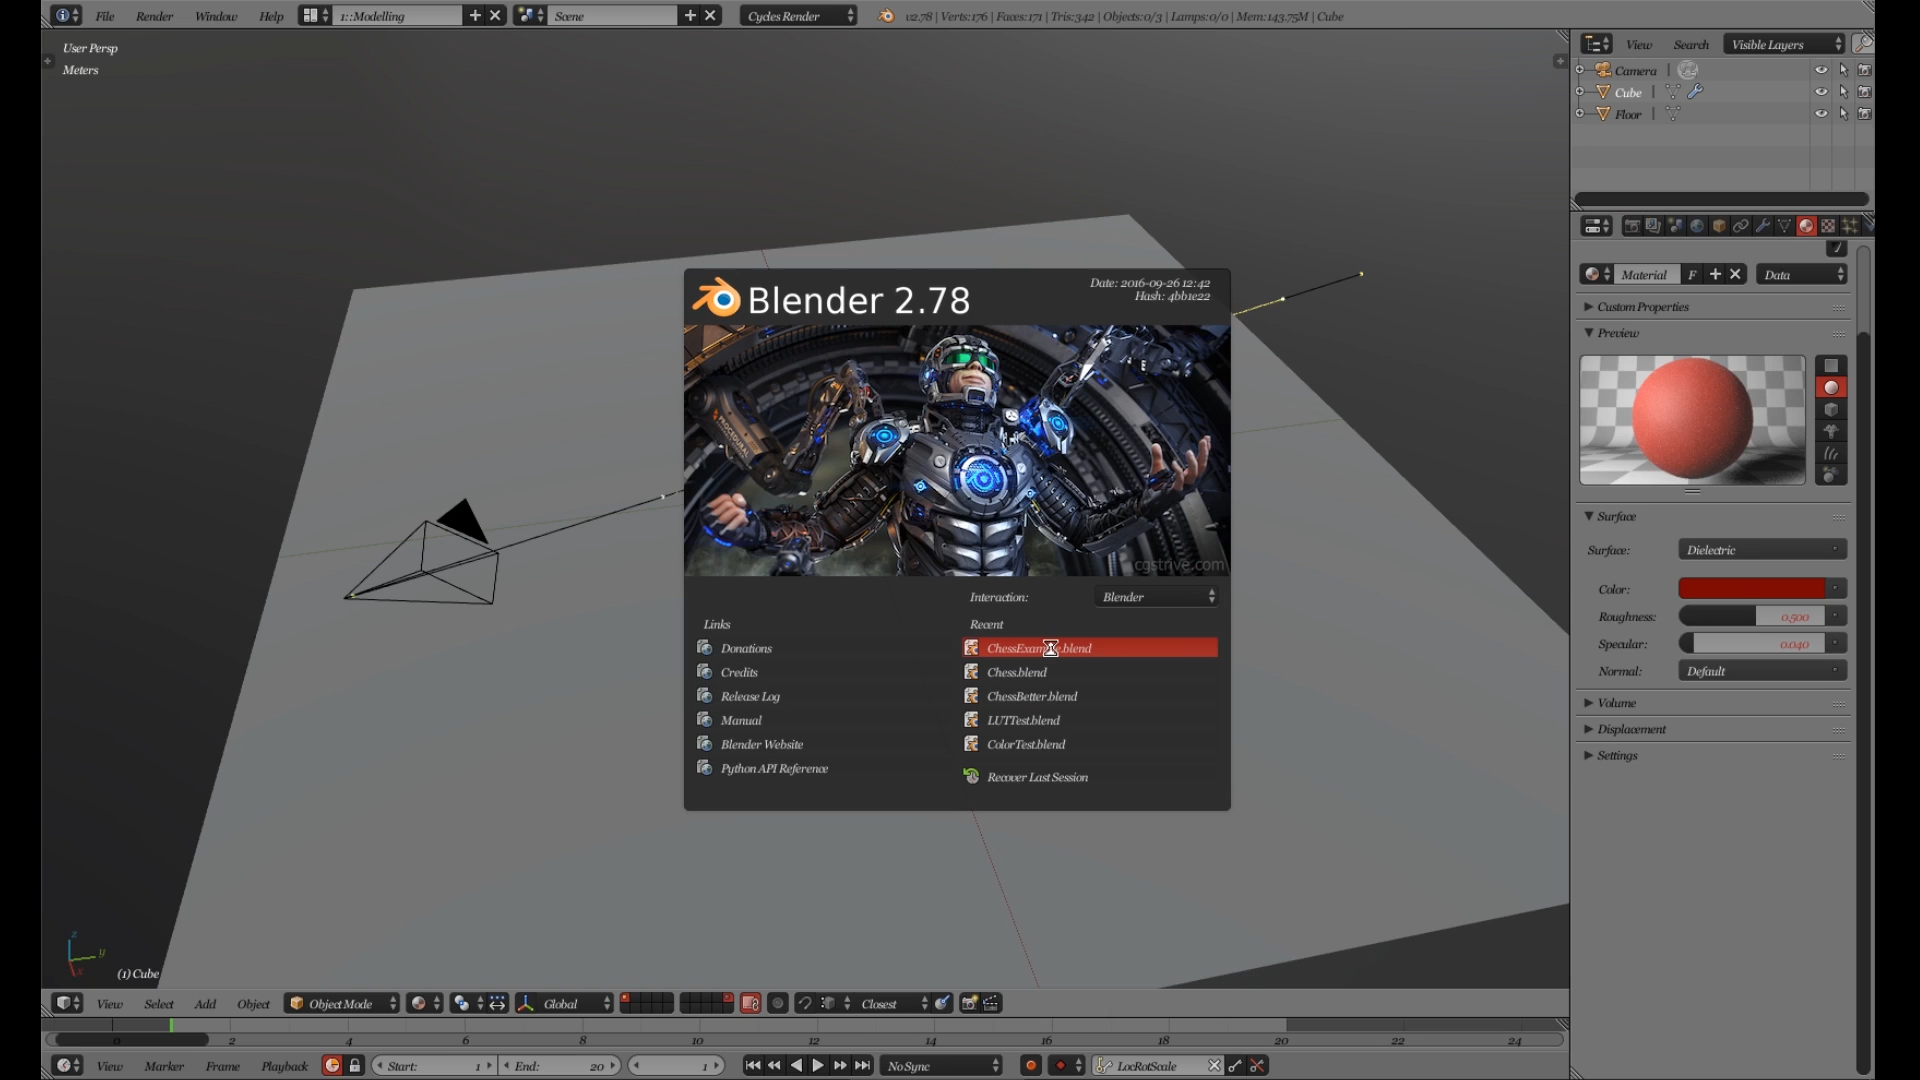 File Render Window Help 1::Modelling Scene Cycles Render v2.78 | Verts:176 | Faces:171 | Tris:342 | Objects:0/3 | Lamps:0/0 | Mem:143.75M | Cube
User Persp
Meters
View Search Visible Layers
Camera
Cube
Floor
Material F Data
Custom Properties
Preview
Surface
Surface: Dielectric
Color:
Roughness: 0.500
Specular: 0.040
Normal: Default
Volume
Displacement
Settings
Blender 2.78
Date: 2016-09-26 12:42
Hash: 4bb1e22
PROCEDURAL
cgstrive.com
Interaction: Blender
Links
Donations
Credits
Release Log
Manual
Blender Website
Python API Reference
Recent
Chess.blend
ChessBetter.blend
LUTTest.blend
ColorTest.blend
Recover Last Session
z
y
x
(1) Cube
View Select Add Object Object Mode Global Closest
0 2 4 6 8 10 12 14 16 18 20 22 24
View Marker Frame Playback Start: 1 End: 20 1 No Sync LocRotScale